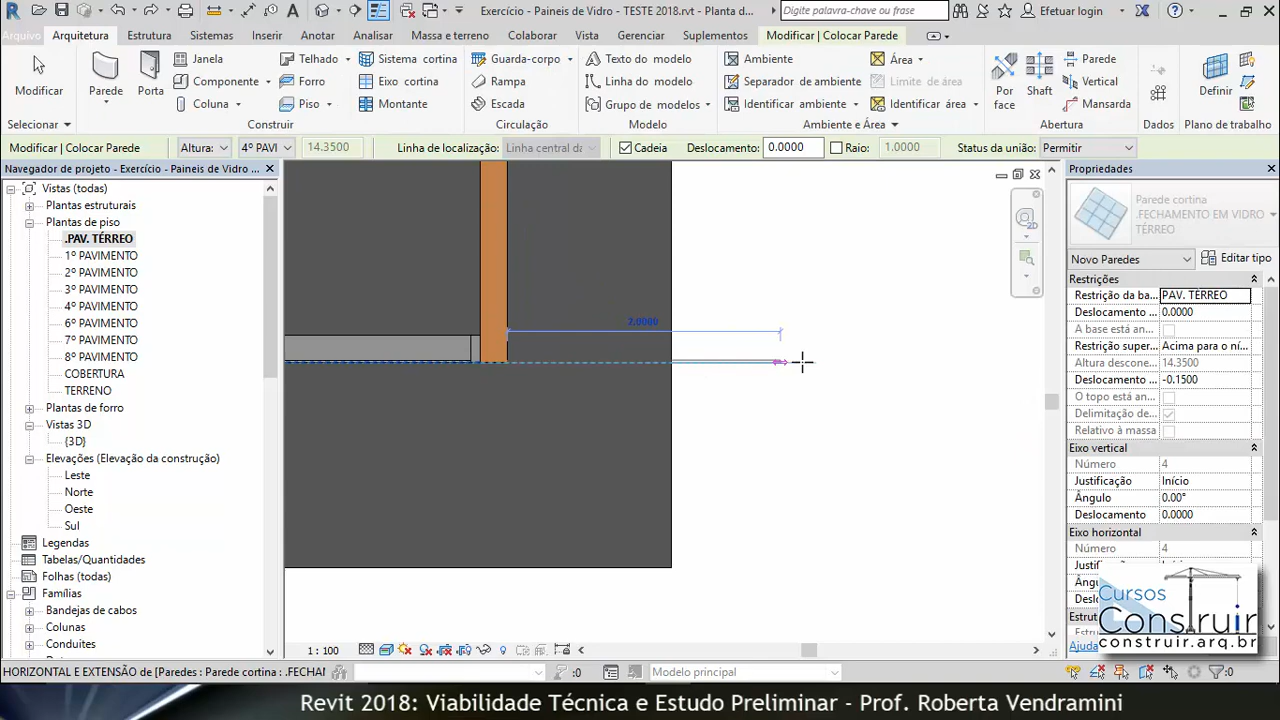 Exercício - Paineis de Vidro - TESTE 2018.rvt - Planta d...
Digite palavra-chave ou frase
Efetuar login
Arquivo
Arquitetura
Estrutura
Sistemas
Inserir
Anotar
Analisar
Massa e terreno
Colaborar
Vista
Gerenciar
Suplementos
Modificar | Colocar Parede
Modificar
Parede
Porta
Janela
Componente
Coluna
Telhado
Forro
Piso
Sistema cortina
Eixo cortina
Montante
Guarda-corpo
Rampa
Escada
Texto do modelo
Linha do modelo
Grupo de modelos
Ambiente
Separador de ambiente
Identificar ambiente
Área
Limite de área
Identificar área
Por
face
Shaft
Parede
Vertical
Mansarda
Definir
Selecionar
Construir
Circulação
Modelo
Ambiente e Área
Abertura
Dados
Plano de trabalho
Modificar | Colocar Parede
Altura:
4º PAVI
14.3500
Linha de localização:
Linha central da
Cadeia
Deslocamento:
0.0000
Raio:
1.0000
Status da união:
Permitir
Navegador de projeto - Exercício - Paineis de Vidro ...
Vistas (todas)
Plantas estruturais
Plantas de piso
.PAV. TÉRREO
1º PAVIMENTO
2º PAVIMENTO
3º PAVIMENTO
4º PAVIMENTO
6º PAVIMENTO
7º PAVIMENTO
8º PAVIMENTO
COBERTURA
TERRENO
Plantas de forro
Vistas 3D
{3D}
Elevações (Elevação da construção)
Leste
Norte
Oeste
Sul
Legendas
Tabelas/Quantidades
Folhas (todas)
Famílias
Bandejas de cabos
Colunas
Conduites
2.0000
2D
Propriedades
Parede cortina
.FECHAMENTO EM VIDRO
TÉRREO
Novo Paredes
Editar tipo
Restrições
Restrição da ba...
PAV. TÉRREO
Deslocamento ...
0.0000
A base está an...
Restrição super...
Acima para o ní...
Altura descone...
14.3500
Deslocamento ...
-0.1500
O topo está an...
Delimitação de...
Relativo à massa
Eixo vertical
Número
4
Justificação
Início
Ângulo
0.00°
Deslocamento
0.0000
Eixo horizontal
Número
4
Ajuda
Cursos
Construir
construir.arq.br
1 : 100
HORIZONTAL E EXTENSÃO de [Paredes : Parede cortina : .FECHA
:0
Modelo principal
:0
Revit 2018: Viabilidade Técnica e Estudo Preliminar - Prof. Roberta Vendramini